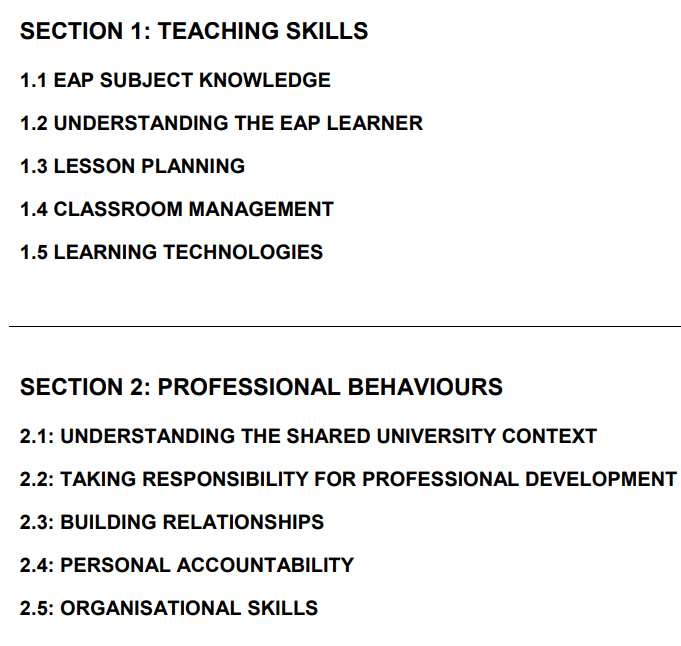 SECTION 1: TEACHING SKILLS
1.1 EAP SUBJECT KNOWLEDGE
1.2 UNDERSTANDING THE EAP LEARNER
1.3 LESSON PLANNING
1.4 CLASSROOM MANAGEMENT
1.5 LEARNING TECHNOLOGIES
SECTION 2: PROFESSIONAL BEHAVIOURS
2.1: UNDERSTANDING THE SHARED UNIVERSITY CONTEXT
2.2: TAKING RESPONSIBILITY FOR PROFESSIONAL DEVELOPMENT
2.3: BUILDING RELATIONSHIPS
2.4: PERSONAL ACCOUNTABILITY
2.5: ORGANISATIONAL SKILLS